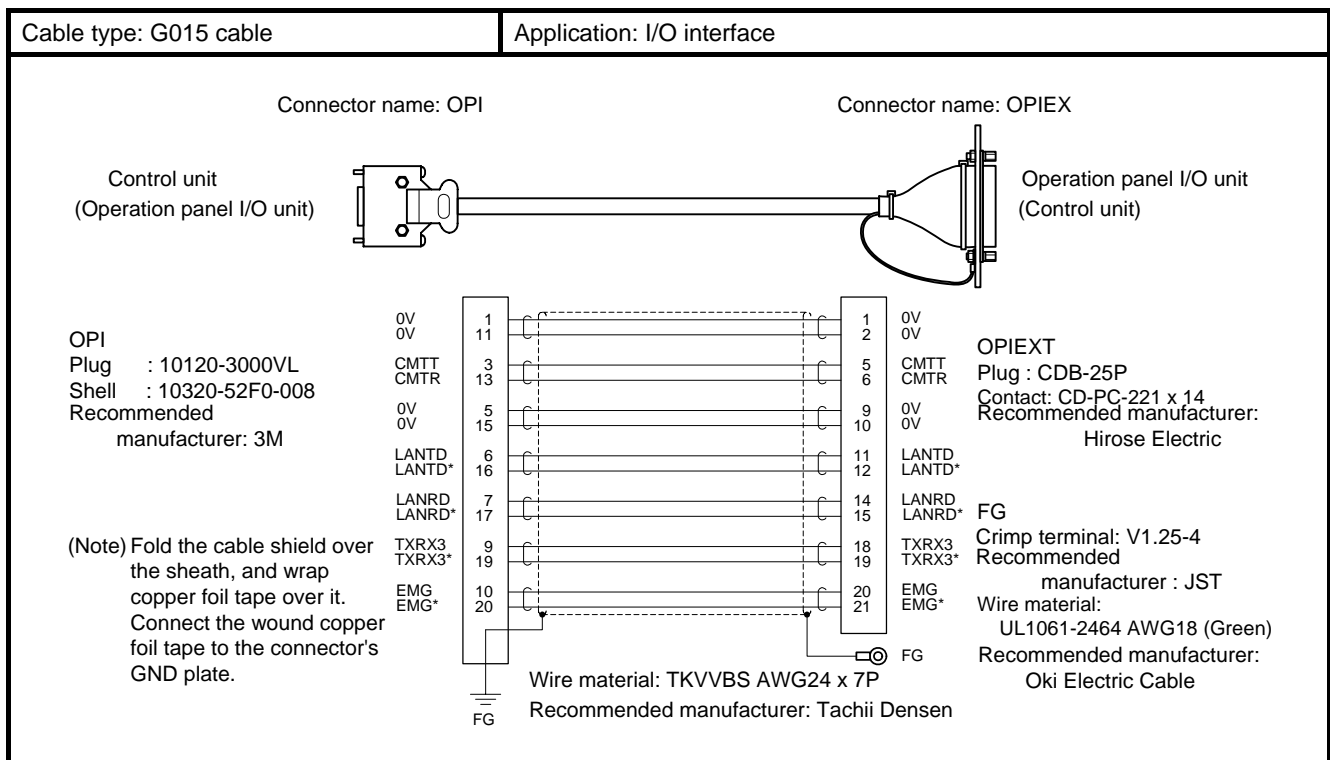 Cable type: G015 cable
Application: I/O interface
Connector name: OPI
Connector name: OPIEX
Control unit
(Operation panel I/O unit)
Operation panel I/O unit
(Control unit)
OPI
Plug : 10120-3000VL
Shell : 10320-52F0-008
Recommended
manufacturer: 3M
(Note) Fold the cable shield over
the sheath, and wrap
copper foil tape over it.
Connect the wound copper
foil tape to the connector's
GND plate.
0V 1 1 0V
0V 11 2 0V
CMTT 3 5 CMTT
CMTR 13 6 CMTR
0V 5 9 0V
0V 15 10 0V
LANTD 6 11 LANTD
LANTD* 16 12 LANTD*
LANRD 7 14 LANRD
LANRD* 17 15 LANRD*
TXRX3 9 18 TXRX3
TXRX3* 19 19 TXRX3*
EMG 10 20 EMG
EMG* 20 21 EMG*
FG
FG
Wire material: TKVVBS AWG24 x 7P
Recommended manufacturer: Tachii Densen
OPIEXT
Plug : CDB-25P
Contact: CD-PC-221 x 14
Recommended manufacturer:
Hirose Electric
FG
Crimp terminal: V1.25-4
Recommended
manufacturer : JST
Wire material:
UL1061-2464 AWG18 (Green)
Recommended manufacturer:
Oki Electric Cable